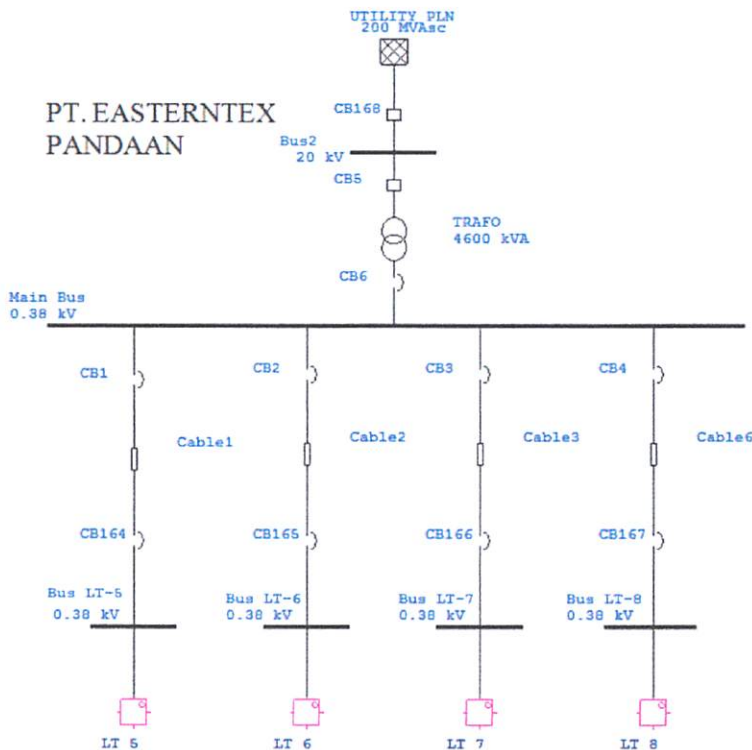 UTILITY PLN
200 MVAsc
PT. EASTERNTEX
PANDAAN
CB168
Bus2
20 kV
CB5
TRAFO
4600 kVA
CB6
Main Bus
0.38 kV
CB1
CB2
CB3
CB4
Cable1
Cable2
Cable3
Cable6
CB164
CB165
CB166
CB167
Bus LT-5
0.38 kV
Bus LT-6
0.38 kV
Bus LT-7
0.38 kV
Bus LT-8
0.38 kV
LT 5
LT 6
LT 7
LT 8